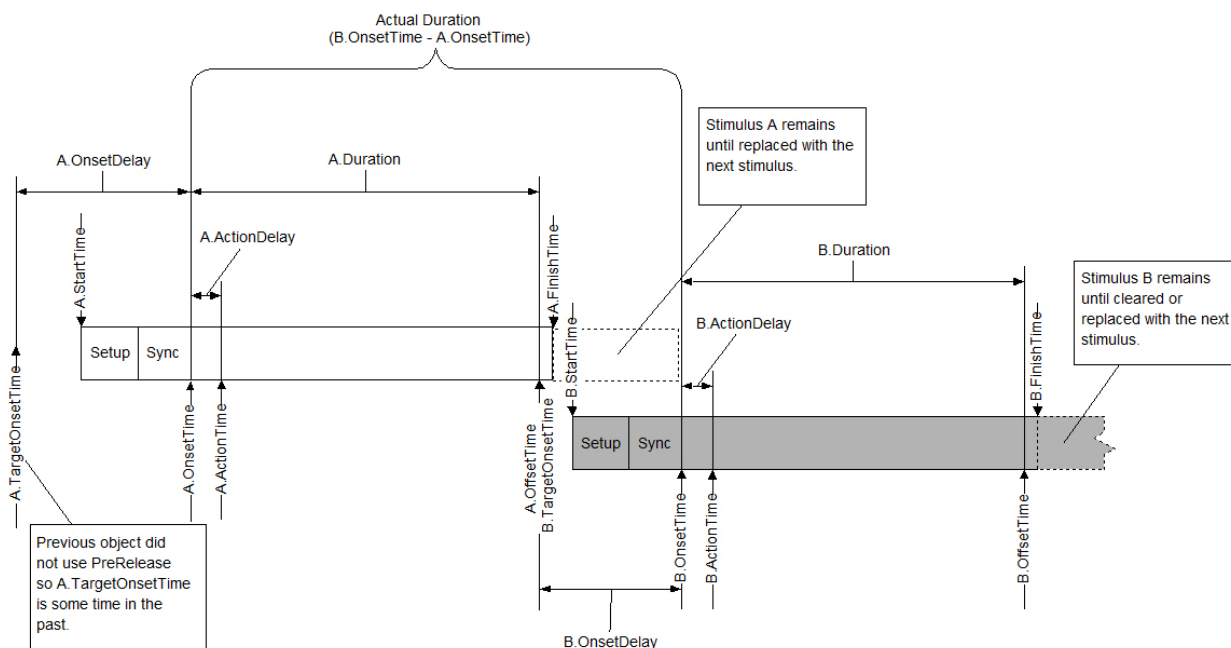 Actual Duration
(B.OnsetTime - A.OnsetTime)
Stimulus A remains
until replaced with the
next stimulus.
A.OnsetDelay
A.Duration
A.StartTime
A.ActionDelay
A.FinishTime
B.Duration
Stimulus B remains
until cleared or
replaced with the next
stimulus.
Setup
Sync
B.StartTime
B.ActionDelay
B.FinishTime
A.TargetOnsetTime
A.OnsetTime
A.ActionTime
A.OffsetTime
B.TargetOnsetTime
Setup
Sync
B.OnsetTime
B.ActionTime
B.OffsetTime
Previous object did
not use PreRelease
so A.TargetOnsetTime
is some time in the
past.
B.OnsetDelay